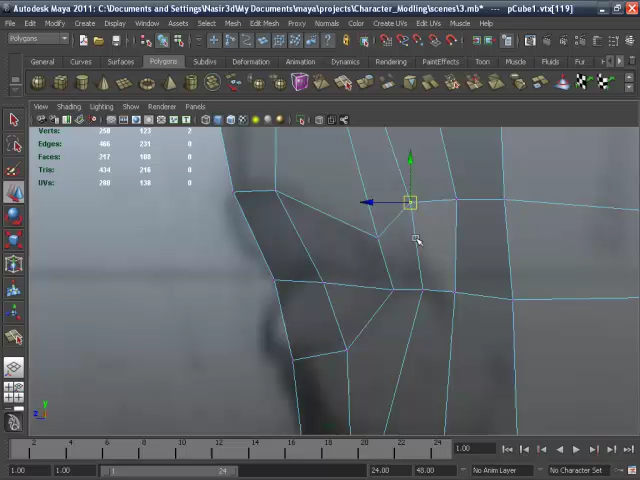 Autodesk Maya 2011: C:\Documents and Settings\Nasir3d\My Documents\maya\projects\Character_Modling\scenes\3.mb* --- pCube1.vtx[119]
File Edit Modify Create Display Window Assets Select Mesh Edit Mesh Proxy Normals Color Create UVs Edit UVs Muscle Help
Polygons
General Curves Surfaces Polygons Subdivs Deformation Animation Dynamics Rendering PaintEffects Toon Muscle Fluids Fur
View Shading Lighting Show Renderer Panels
Verts: 250 123 2
Edges: 466 231 0
Faces: 217 108 0
Tris: 434 216 0
UVs: 280 138 0
Y
Z
2 4 6 8 10 12 14 16 18 20 22 24
1.00
1.00 1.00 1 24 24.00 48.00 No Anim Layer No Character Set